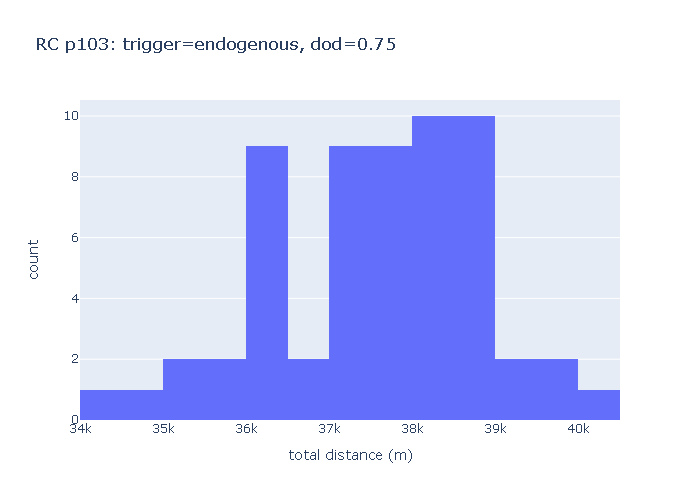 RC p103: trigger=endogenous, dod=0.75
10
8
6
4
2
0
count
34k 35k 36k 37k 38k 39k 40k
total distance (m)